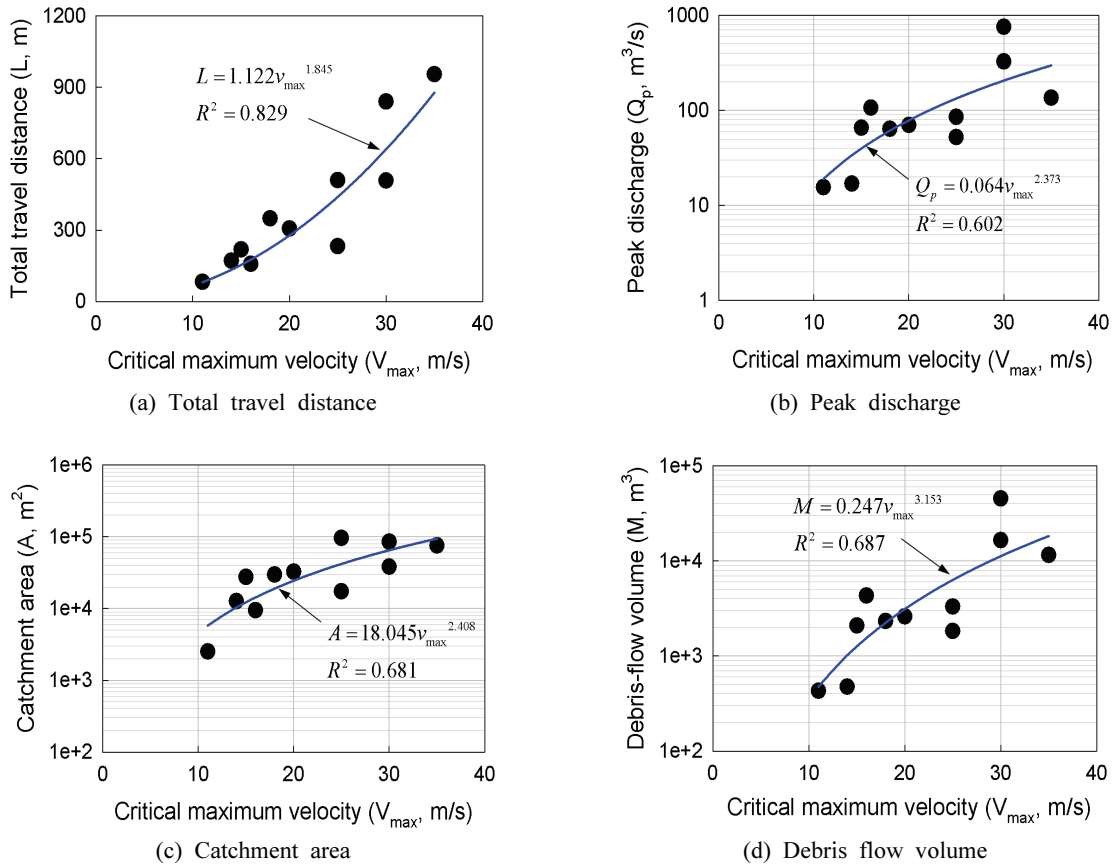 Total travel distance (L, m)
1200
900
600
300
0
L = 1.122v_max^1.845
R² = 0.829
0 10 20 30 40
Critical maximum velocity (V_max, m/s)
(a) Total travel distance
Peak discharge (Q_p, m³/s)
1000
100
10
1
Q_p = 0.064v_max^2.373
R² = 0.602
0 10 20 30 40
Critical maximum velocity (V_max, m/s)
(b) Peak discharge
Catchment area (A, m²)
1e+6
1e+5
1e+4
1e+3
1e+2
A = 18.045v_max^2.408
R² = 0.681
0 10 20 30 40
Critical maximum velocity (V_max, m/s)
(c) Catchment area
Debris-flow volume (M, m³)
1e+5
1e+4
1e+3
1e+2
M = 0.247v_max^3.153
R² = 0.687
0 10 20 30 40
Critical maximum velocity (V_max, m/s)
(d) Debris flow volume